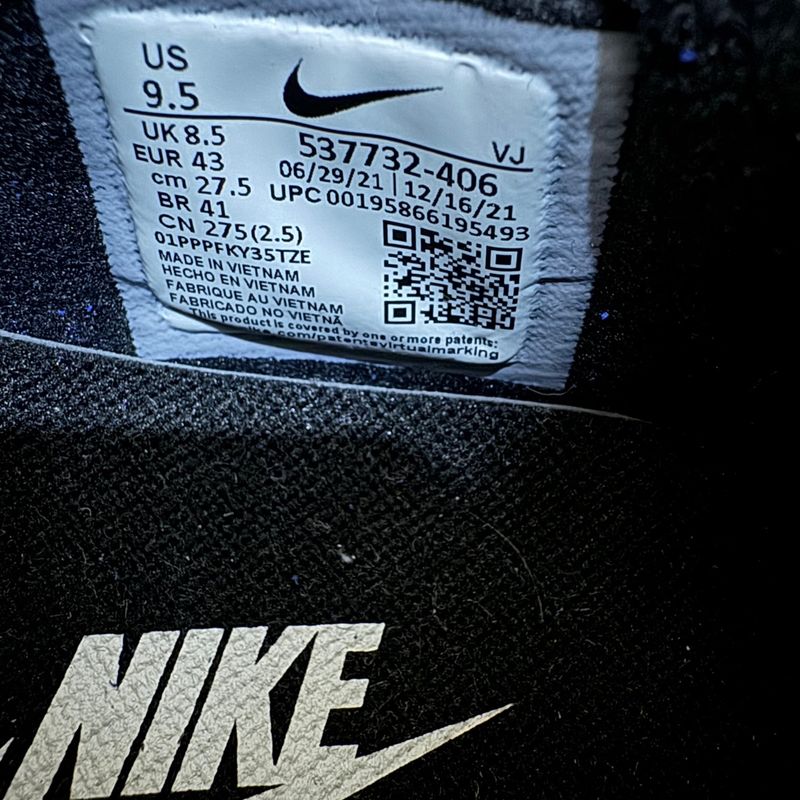 US
9.5
UK 8.5
EUR 43
cm 27.5
BR 41
CN 275(2.5)
01PPPFKY35TZE
MADE IN VIETNAM
HECHO EN VIETNAM
FABRIQUE AU VIETNAM
FABRICADO NO VIETNÃ
This product is covered by one or more patents:
.com/patentsvirtualmarking
VJ
537732-406
06/29/21 | 12/16/21
UPC 00195866195493
NIKE